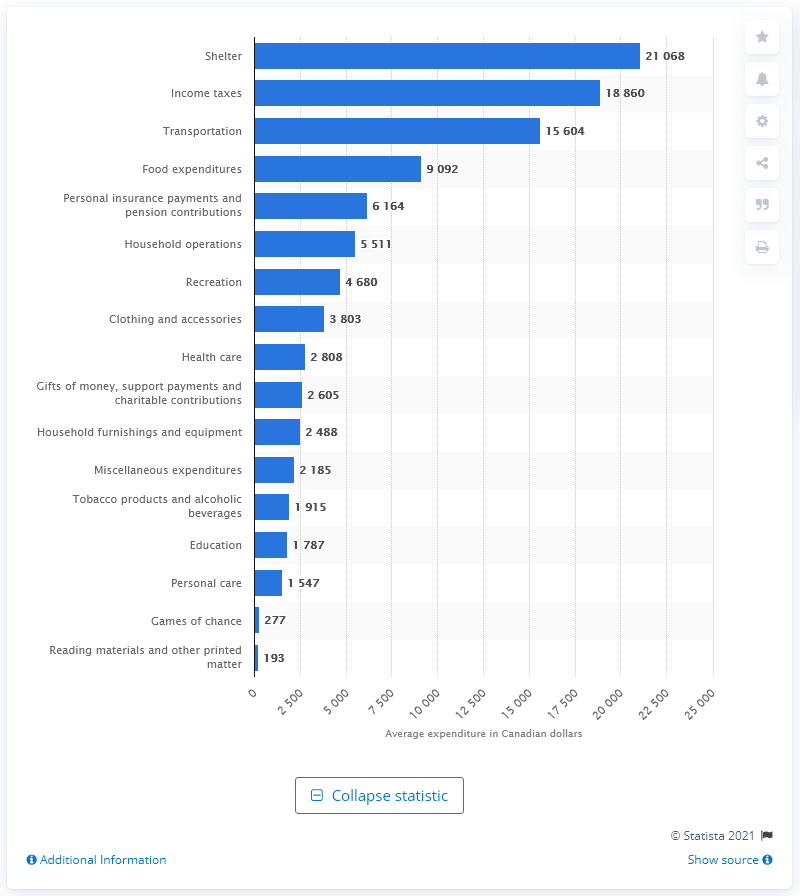 Shelter
21 068
Income taxes
18 860
Transportation
15 604
Food expenditures
9 092
Personal insurance payments and
pension contributions
6 164
Household operations
5 511
Recreation
4 680
Clothing and accessories
3 803
Health care
2 808
Gifts of money, support payments and
charitable contributions
2 605
Household furnishings and equipment
2 488
Miscellaneous expenditures
2 185
Tobacco products and alcoholic
beverages
1 915
Education
1 787
Personal care
1 547
Games of chance
277
Reading materials and other printed
matter
193
0
2 500
5 000
7 500
10 000
12 500
15 000
17 500
20 000
22 500
25 000
Average expenditure in Canadian dollars
Collapse statistic
© Statista 2021
Additional Information
Show source